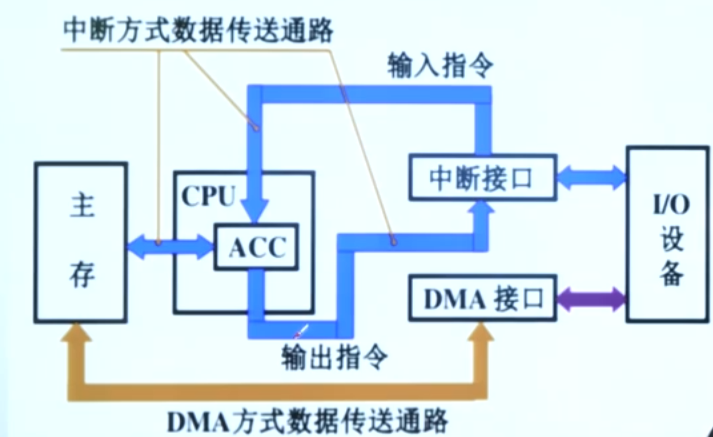 中断方式数据传送通路
输入指令
主存
CPU
ACC
中断接口
I/O设备
DMA 接口
输出指令
DMA方式数据传送通路